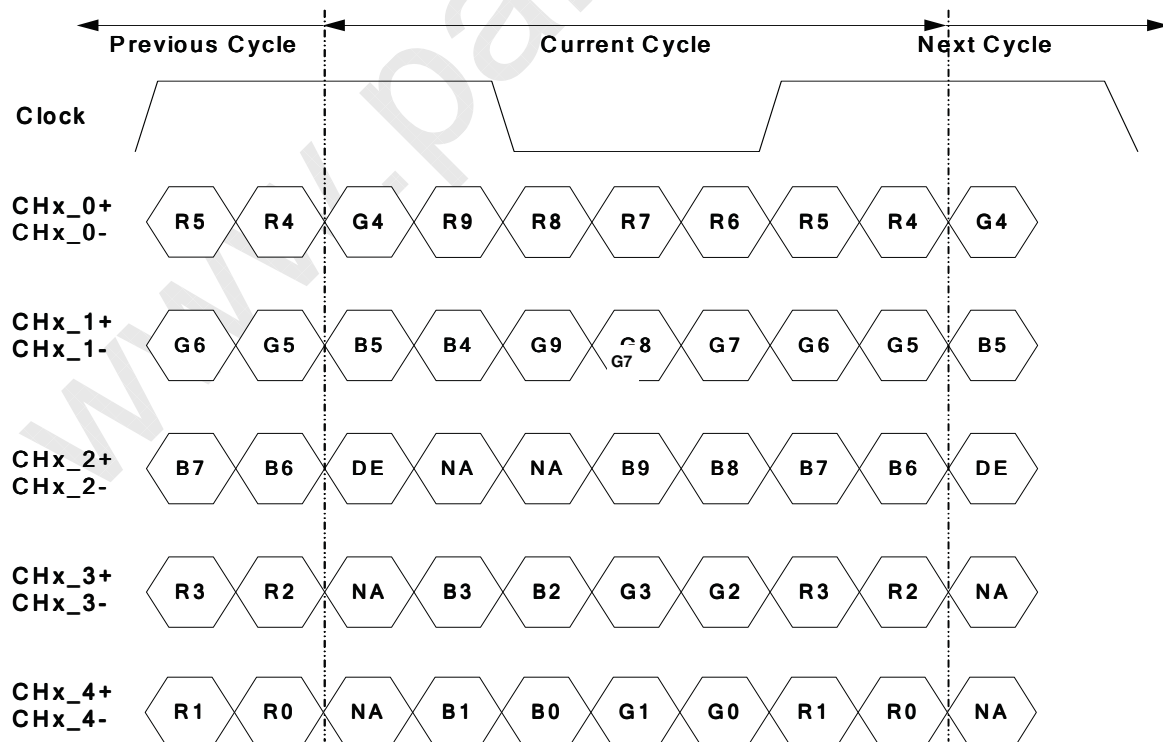 Previous Cycle Current Cycle Next Cycle
Clock
CHx_0+
CHx_0-
R5 R4 G4 R9 R8 R7 R6 R5 R4 G4
CHx_1+
CHx_1-
G6 G5 B5 B4 G9 G8 G7 G6 G5 B5
G7
CHx_2+
CHx_2-
B7 B6 DE NA NA B9 B8 B7 B6 DE
CHx_3+
CHx_3-
R3 R2 NA B3 B2 G3 G2 R3 R2 NA
CHx_4+
CHx_4-
R1 R0 NA B1 B0 G1 G0 R1 R0 NA
www.pa